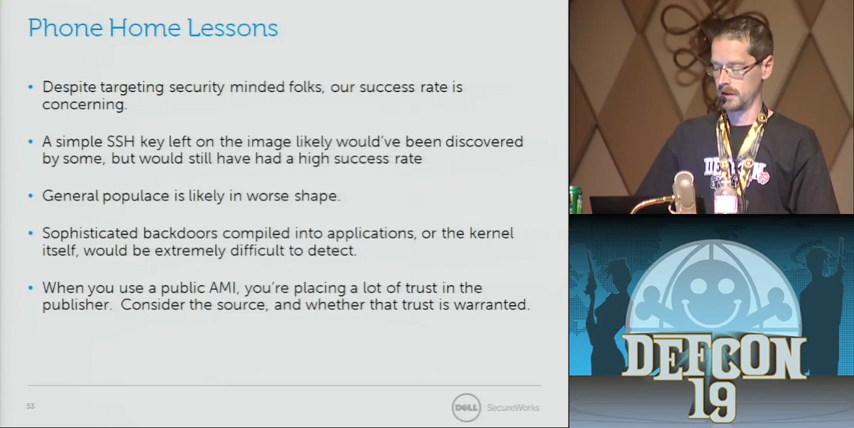 Phone Home Lessons
• Despite targeting security minded folks, our success rate is
concerning.
• A simple SSH key left on the image likely would've been discovered
by some, but would still have had a high success rate
• General populace is likely in worse shape.
• Sophisticated backdoors compiled into applications, or the kernel
itself, would be extremely difficult to detect.
• When you use a public AMI, you're placing a lot of trust in the
publisher. Consider the source, and whether that trust is warranted.
53
DELL SecureWorks
DEFCON
DEFCON
19